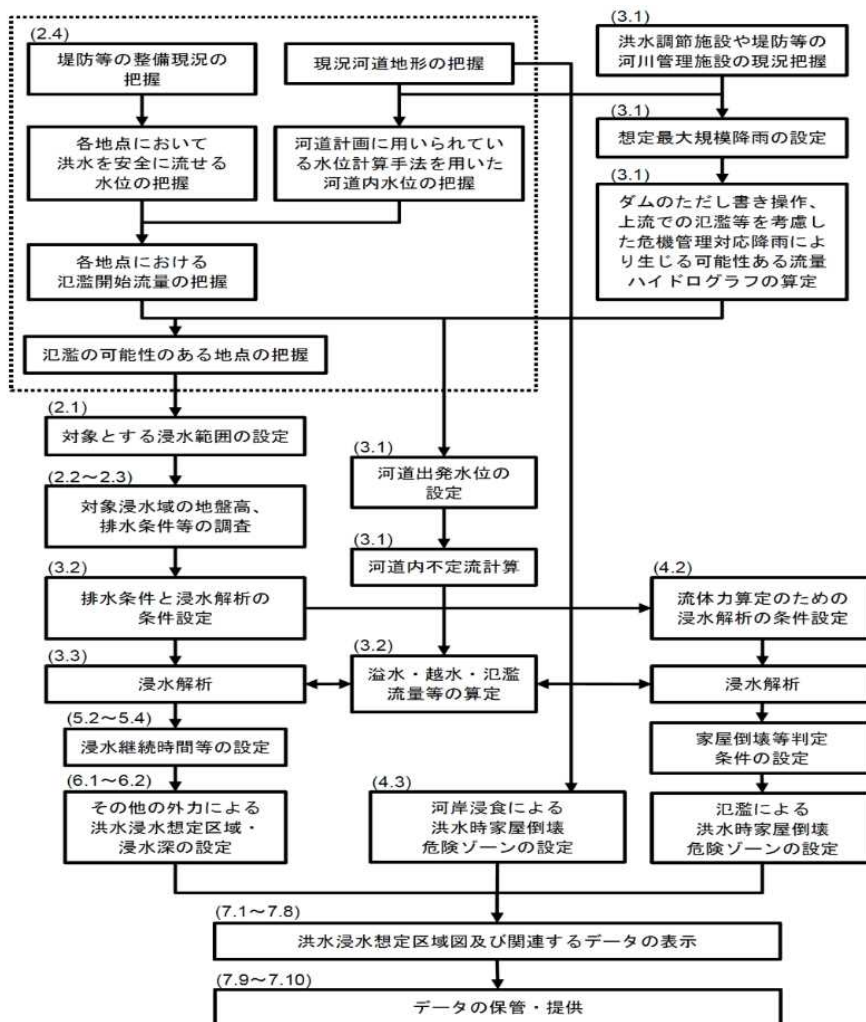 (2.4)
堤防等の整備現況の
把握
現況河道地形の把握
(3.1)
洪水調節施設や堤防等の
河川管理施設の現況把握
各地点において
洪水を安全に流せる
水位の把握
河道計画に用いられてい
る水位計算手法を用いた
河道内水位の把握
(3.1)
想定最大規模降雨の設定
(3.1)
ダムのただし書き操作、
上流での氾濫等を考慮し
た危機管理対応降雨によ
り生じる可能性ある流量
ハイドログラフの算定
各地点における
氾濫開始流量の把握
氾濫の可能性のある地点の把握
(2.1)
対象とする浸水範囲の設定
(2.2～2.3)
対象浸水域の地盤高、
排水条件等の調査
(3.1)
河道出発水位の
設定
(3.1)
河道内不定流計算
(3.2)
排水条件と浸水解析の
条件設定
(4.2)
流体力算定のための
浸水解析の条件設定
(3.3)
浸水解析
(3.2)
溢水・越水・氾濫
流量等の算定
浸水解析
(5.2～5.4)
浸水継続時間等の設定
家屋倒壊等判定
条件の設定
(6.1～6.2)
その他の外力による
洪水浸水想定区域・
浸水深の設定
(4.3)
河岸浸食による
洪水時家屋倒壊
危険ゾーンの設定
氾濫による
洪水時家屋倒壊
危険ゾーンの設定
(7.1～7.8)
洪水浸水想定区域図及び関連するデータの表示
(7.9～7.10)
データの保管・提供